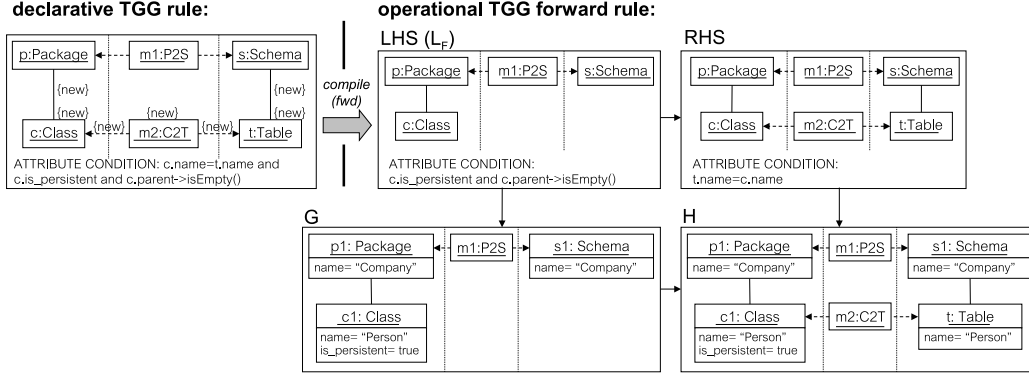 declarative TGG rule:
p:Package
m1:P2S
s:Schema
{new}
{new}
{new}
{new}
{new}
{new}
{new}
c:Class
m2:C2T
t:Table
ATTRIBUTE CONDITION: c.name=t.name and
c.is_persistent and c.parent->isEmpty()
compile
(fwd)
operational TGG forward rule:
LHS (L_F)
p:Package
m1:P2S
s:Schema
c:Class
ATTRIBUTE CONDITION:
c.is_persistent and c.parent->isEmpty()
RHS
p:Package
m1:P2S
s:Schema
c:Class
m2:C2T
t:Table
ATTRIBUTE CONDITION:
t.name=c.name
G
p1: Package
m1:P2S
s1: Schema
name= “Company”
name= “Company”
c1: Class
name= “Person”
is_persistent= true
H
p1: Package
m1:P2S
s1: Schema
name= “Company”
name= “Company”
c1: Class
m2:C2T
t: Table
name= “Person”
is_persistent= true
name= “Person”